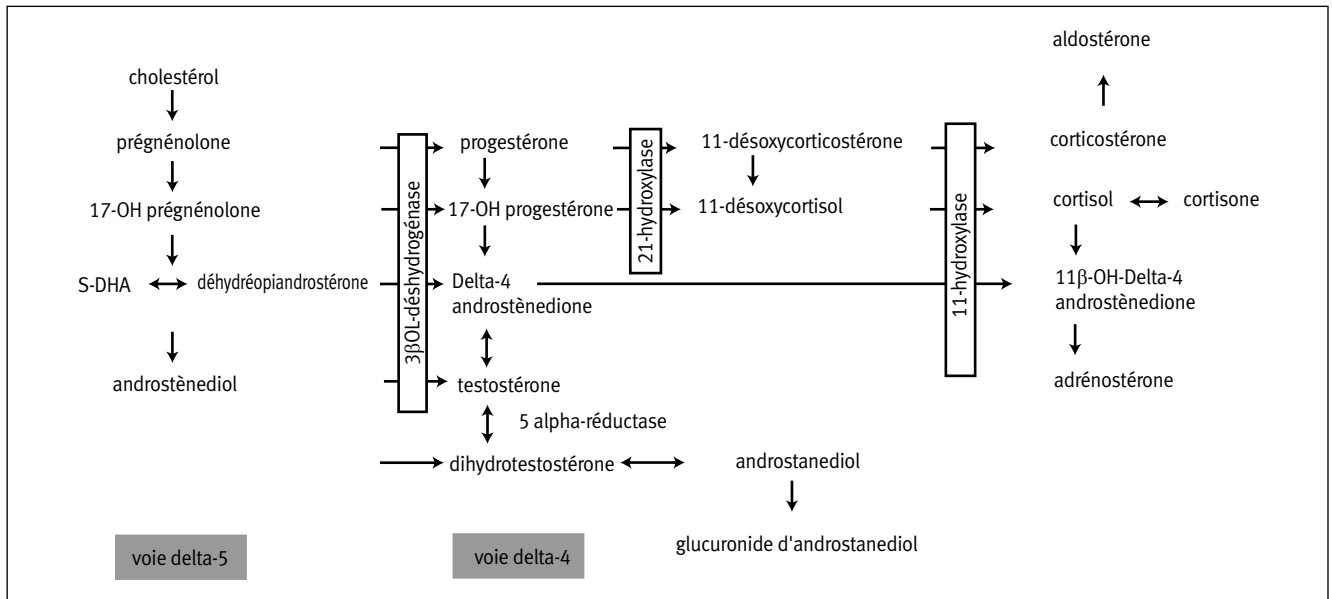 aldostérone
cholestérol
prégnénolone
progestérone
11-désoxycorticostérone
corticostérone
17-OH prégnénolone
17-OH progestérone
11-désoxycortisol
cortisol
cortisone
S-DHA
déhydréopiandrostérone
Delta-4
androstènedione
11β-OH-Delta-4
androstènedione
androstènediol
testostérone
adrénostérone
5 alpha-réductase
dihydrotestostérone
androstanediol
glucuronide d'androstanediol
3βOL-déshydrogénase
21-hydroxylase
11-hydroxylase
voie delta-5
voie delta-4